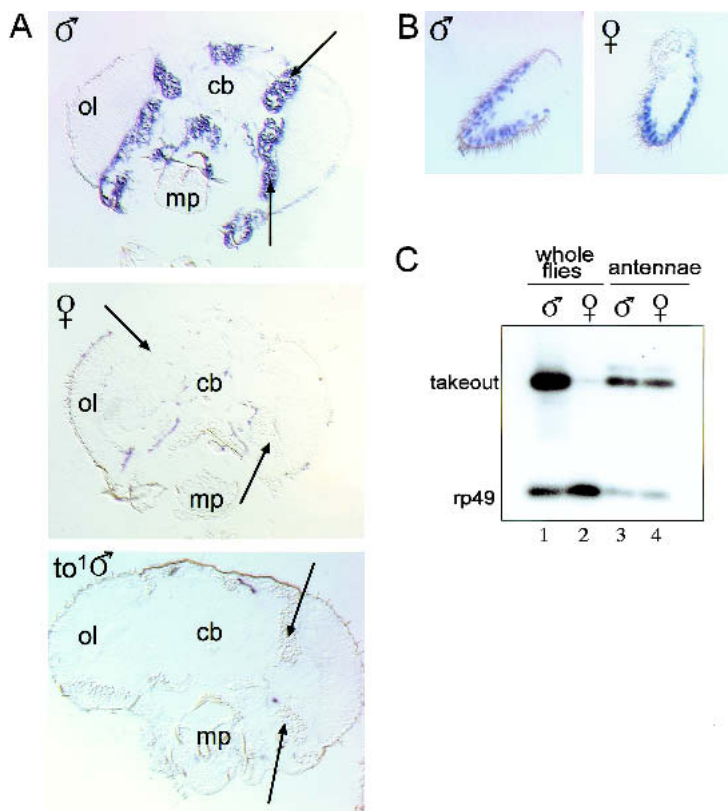 A
♂
ol
cb
mp
♀
ol
cb
mp
to¹♂
ol
cb
mp
B
♂
♀
C
whole flies
antennae
♂ ♀ ♂ ♀
takeout
rp49
1 2 3 4